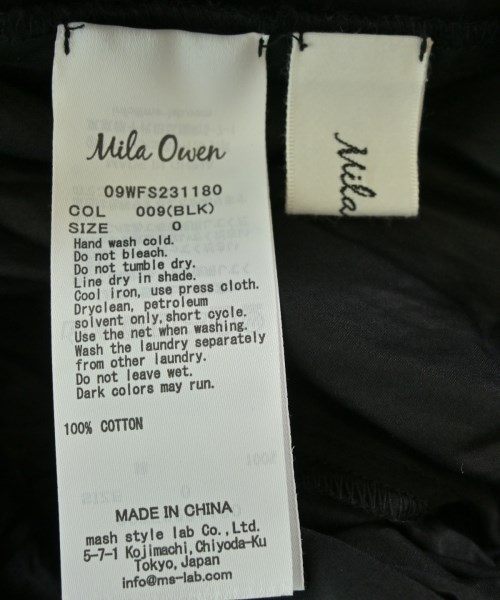 Mila Owen
09WFS231180
COL 009(BLK)
SIZE 0
Hand wash cold.
Do not bleach.
Do not tumble dry.
Line dry in shade.
Cool iron, use press cloth.
Dryclean, petroleum
solvent only,short cycle.
Use the net when washing.
Wash the laundry separately
from other laundry.
Do not leave wet.
Dark colors may run.
100% COTTON
MADE IN CHINA
mash style lab Co.,Ltd.
5-7-1 Kojimachi,Chiyoda-Ku
Tokyo,Japan
info@ms-lab.com
Mila